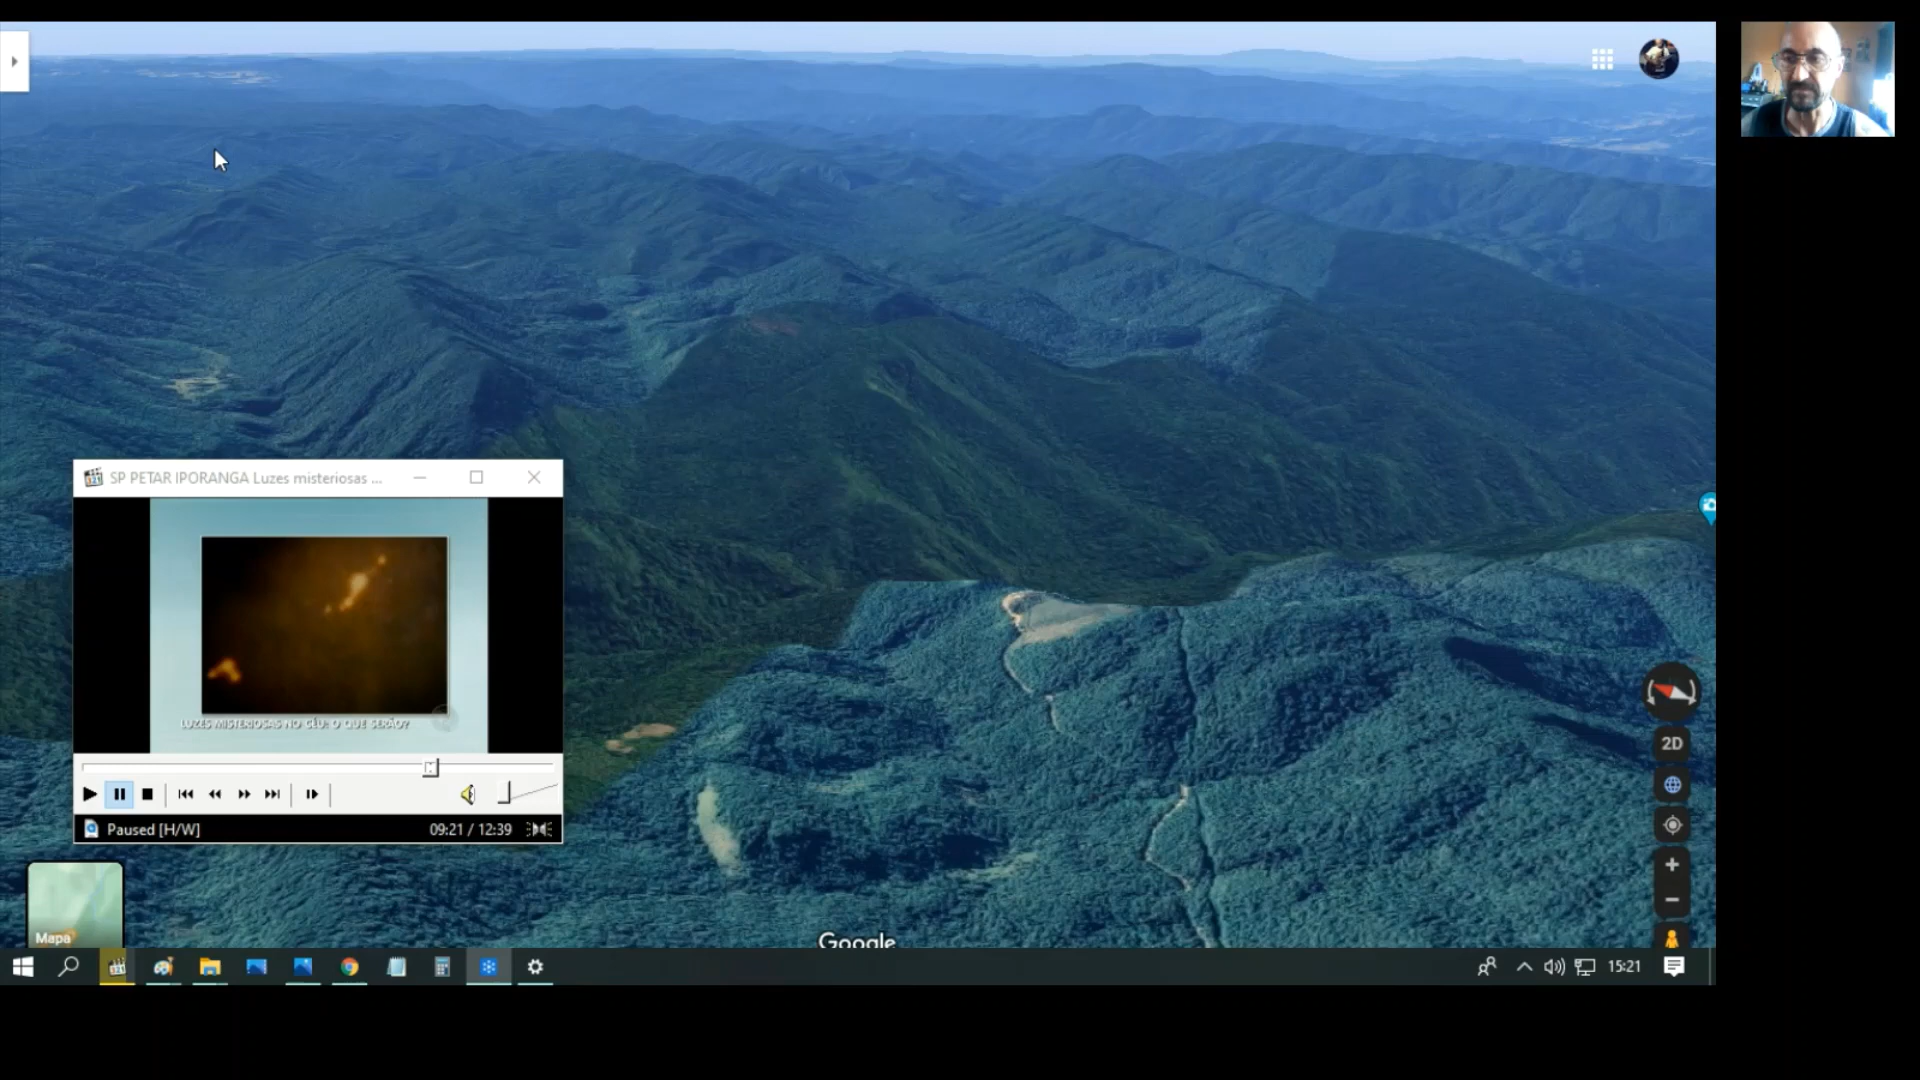 SP PETAR IPORANGA Luzes misteriosas ...
LUZES MISTERIOSAS NO CÉU: O QUE SERÃO?
Paused [H/W]
09:21 / 12:39
2D
Mapa
Google
15:21